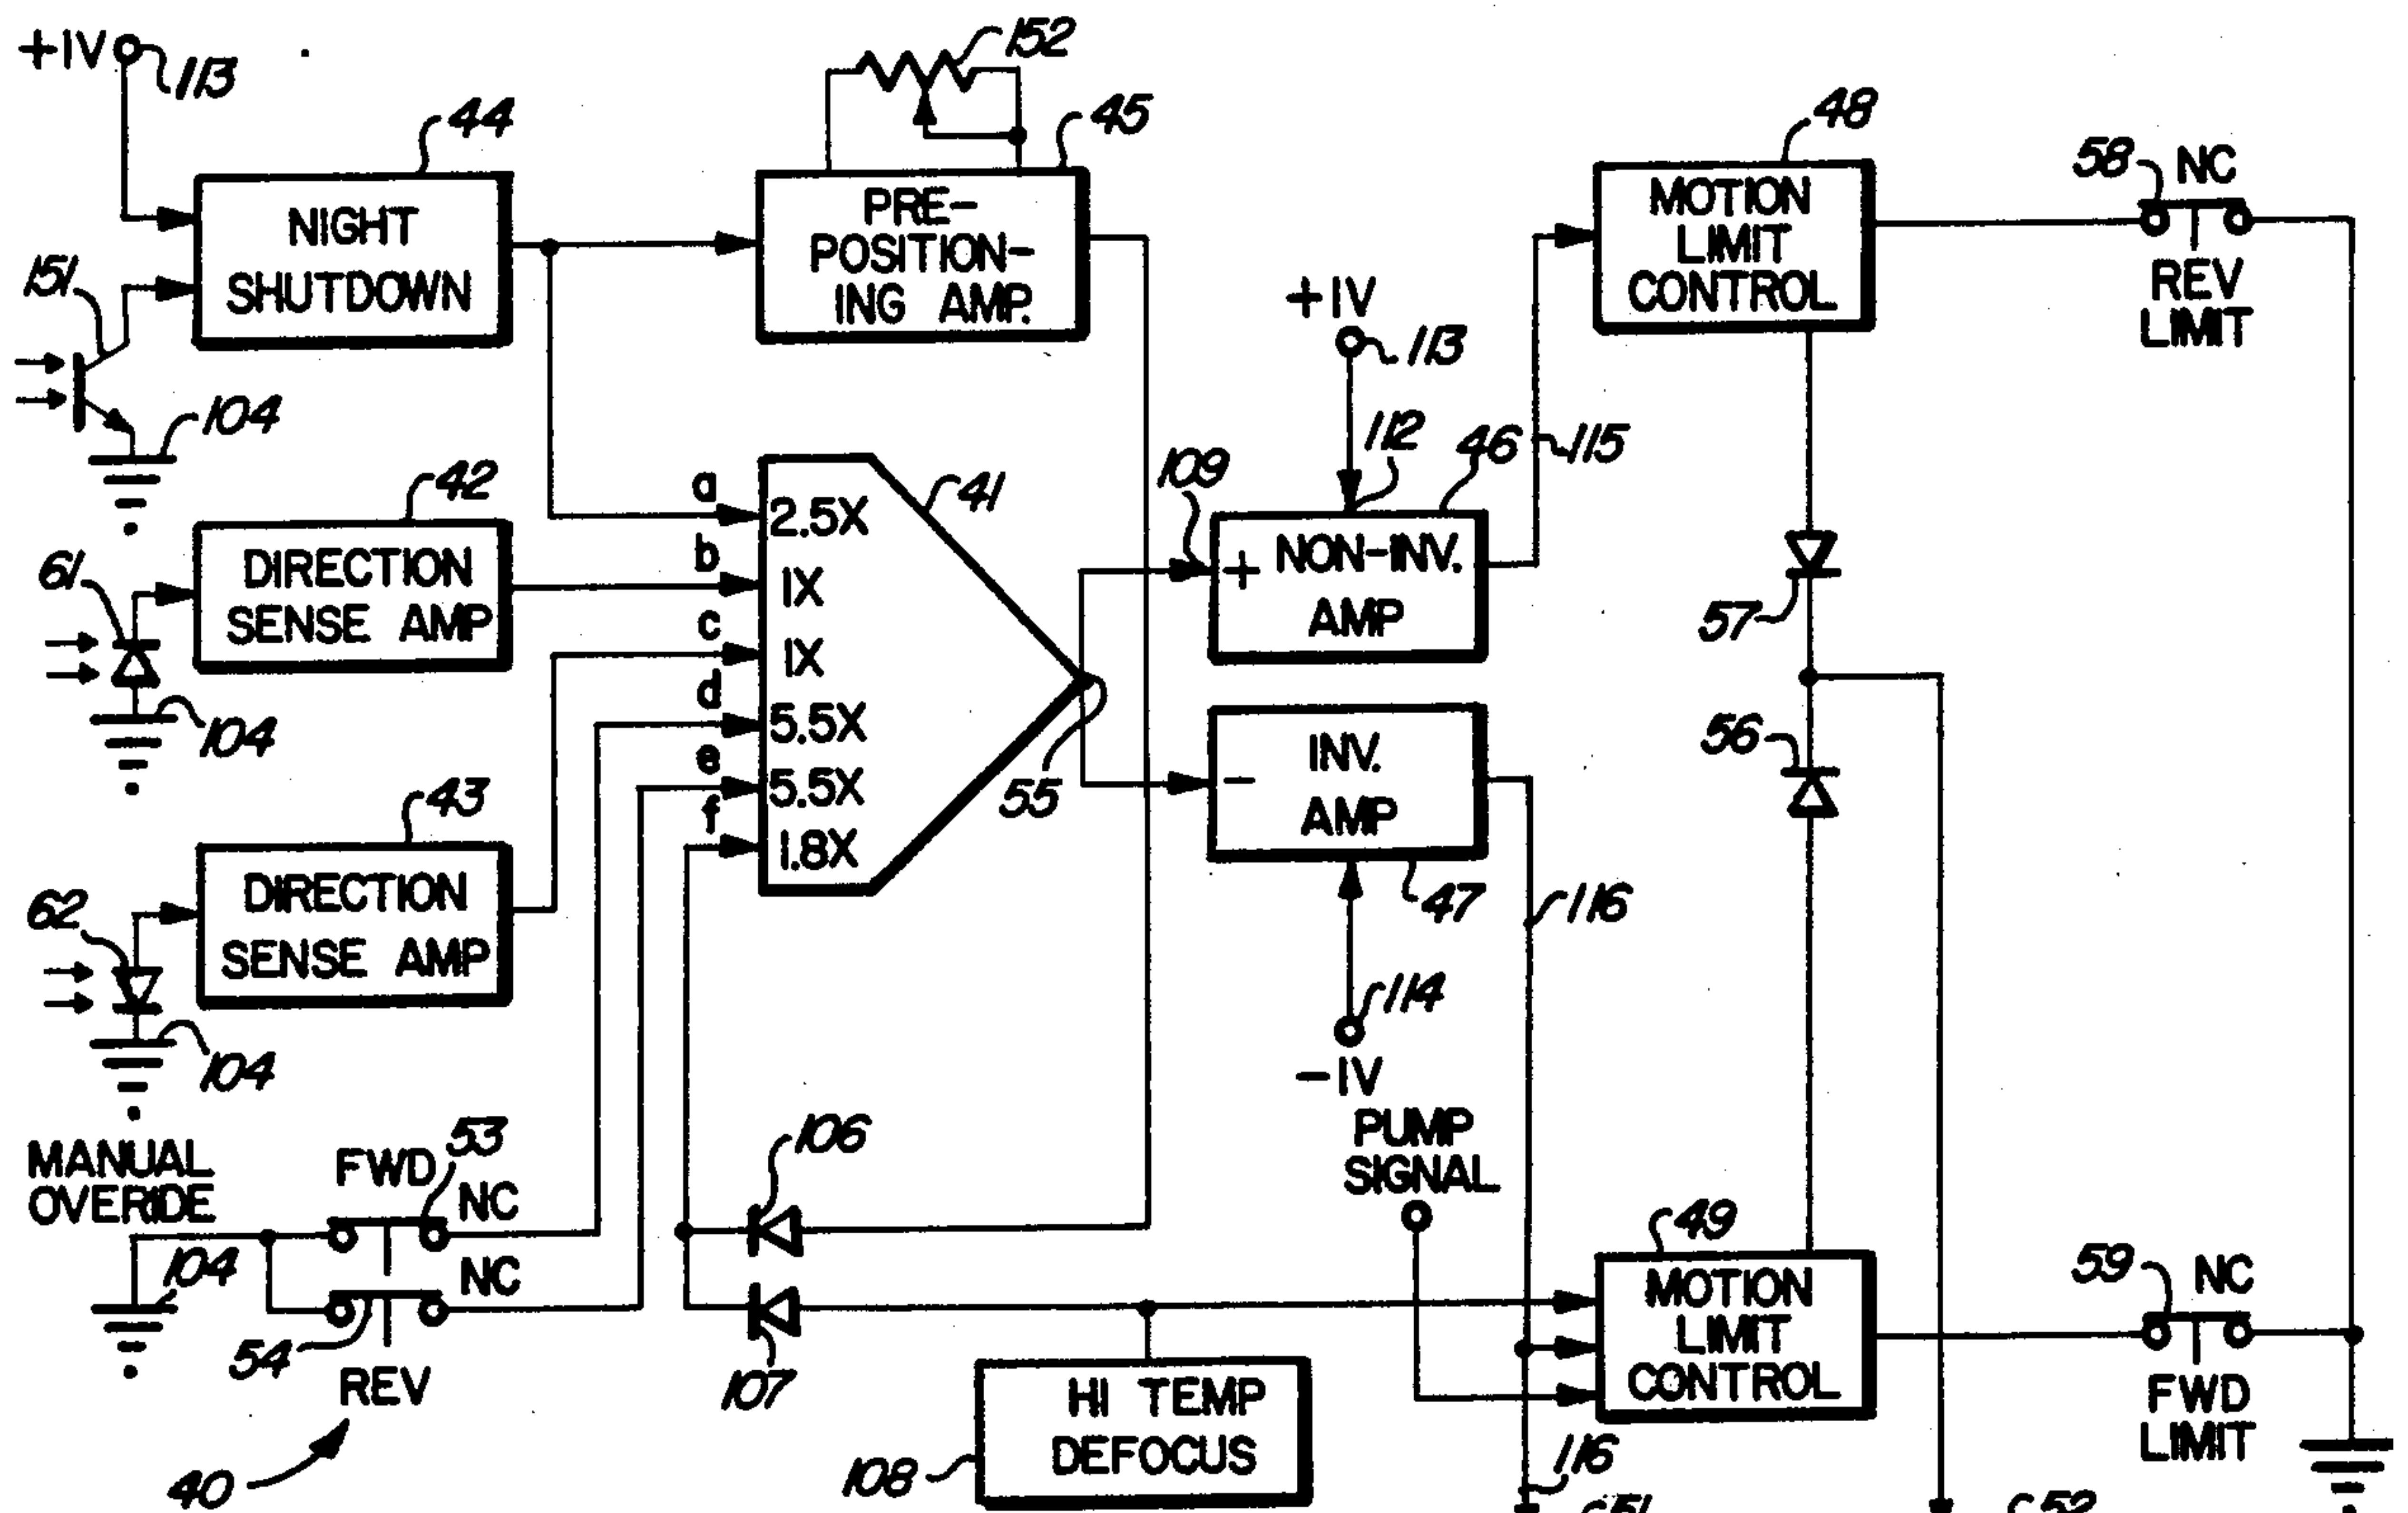 +1V
113
152
44
45
48
58
NC
NIGHT
SHUTDOWN
PRE-
POSITION-
ING AMP.
MOTION
LIMIT
CONTROL
REV
LIMIT
151
+1V
113
104
112
46
115
109
42
a
2.5X
41
b
1X
c
1X
d
5.5X
e
5.5X
f
1.8X
61
DIRECTION
SENSE AMP
+ NON-INV.
AMP
57
104
55
- INV.
AMP
56
43
47
116
62
DIRECTION
SENSE AMP
104
114
-1V
106
PUMP
SIGNAL
MANUAL
OVERIDE
FWD
53
NC
104
NC
54
REV
107
49
59
NC
MOTION
LIMIT
CONTROL
FWD
LIMIT
HI TEMP
DEFOCUS
108
116
40
51
52